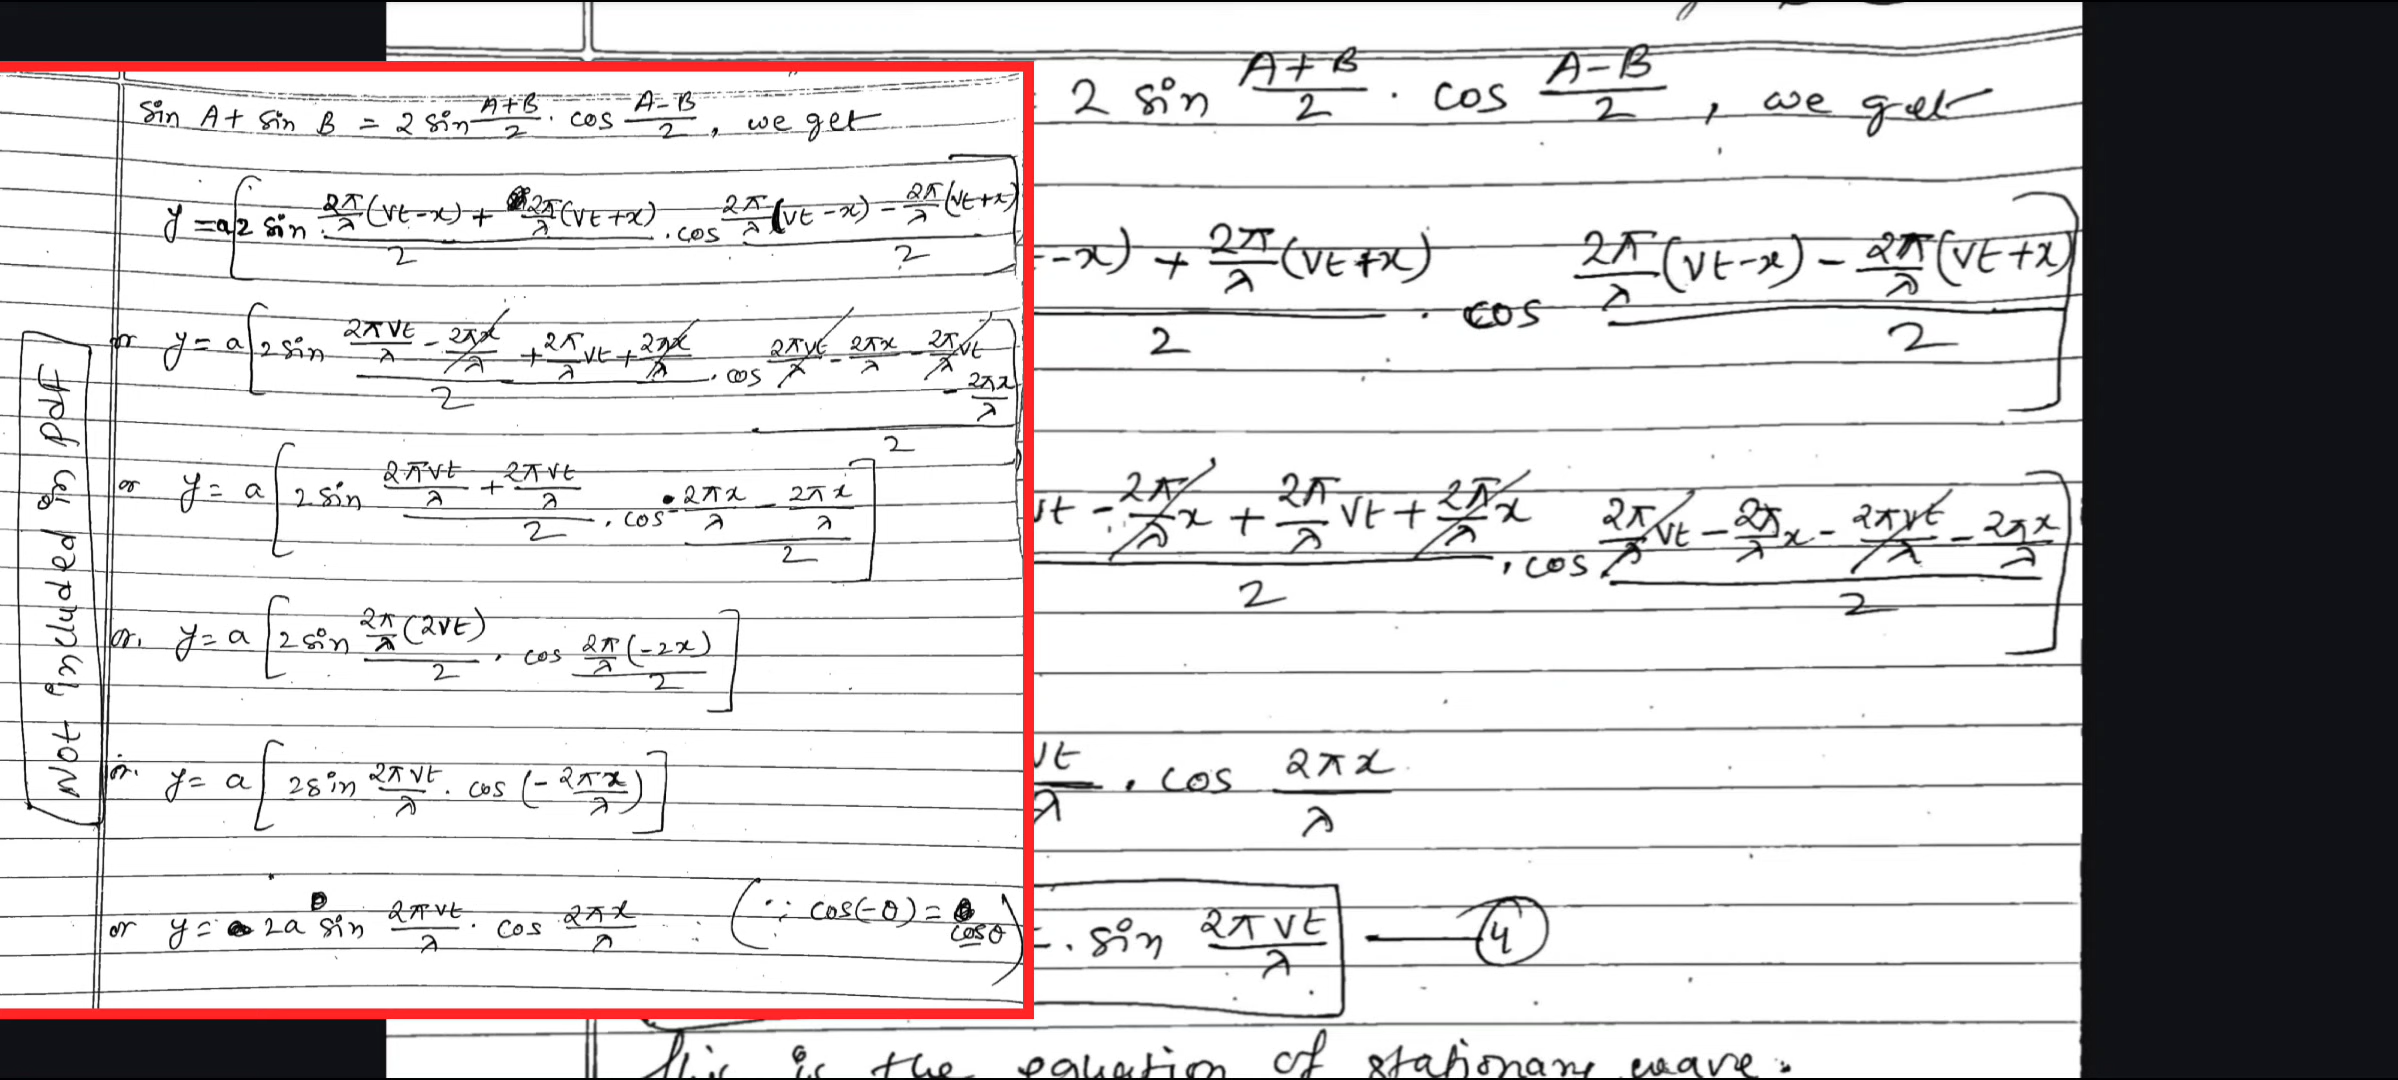 sin A + sin B = 2 sin A+B/2 . cos A-B/2 , we get
y = a[2 sin 2π/λ(vt-x) + 2π/λ(vt+x)/2 . cos 2π/λ(vt-x) - 2π/λ(vt+x)/2]
or y = a[2 sin 2πvt/λ - 2πx/λ + 2π/λ vt + 2πx/λ/2 . cos 2πvt/λ - 2πx/λ - 2π/λ vt - 2πx/λ/2]
or y = a[2 sin 2πvt/λ + 2πvt/λ/2 . cos - 2πx/λ - 2πx/λ/2]
or. y = a[2 sin 2π/λ(2vt)/2 . cos 2π/λ(-2x)/2]
or. y = a[2 sin 2πvt/λ . cos (-2πx/λ)]
or y = 2a sin 2πvt/λ . cos 2πx/λ (∵ cos(-θ) = cosθ)
Not included in pdf
2 sin A+B/2 . cos A-B/2 , we get
-x) + 2π/λ(vt+x)/2 . cos 2π/λ(vt-x) - 2π/λ(vt+x)/2]
vt - 2π/λ x + 2π/λ vt + 2π/λ x/2 . cos 2π/λ vt - 2π/λ x - 2πvt/λ - 2πx/λ/2]
vt/λ . cos 2πx/λ
. sin 2πvt/λ — 4
This is the equation of stationary wave.